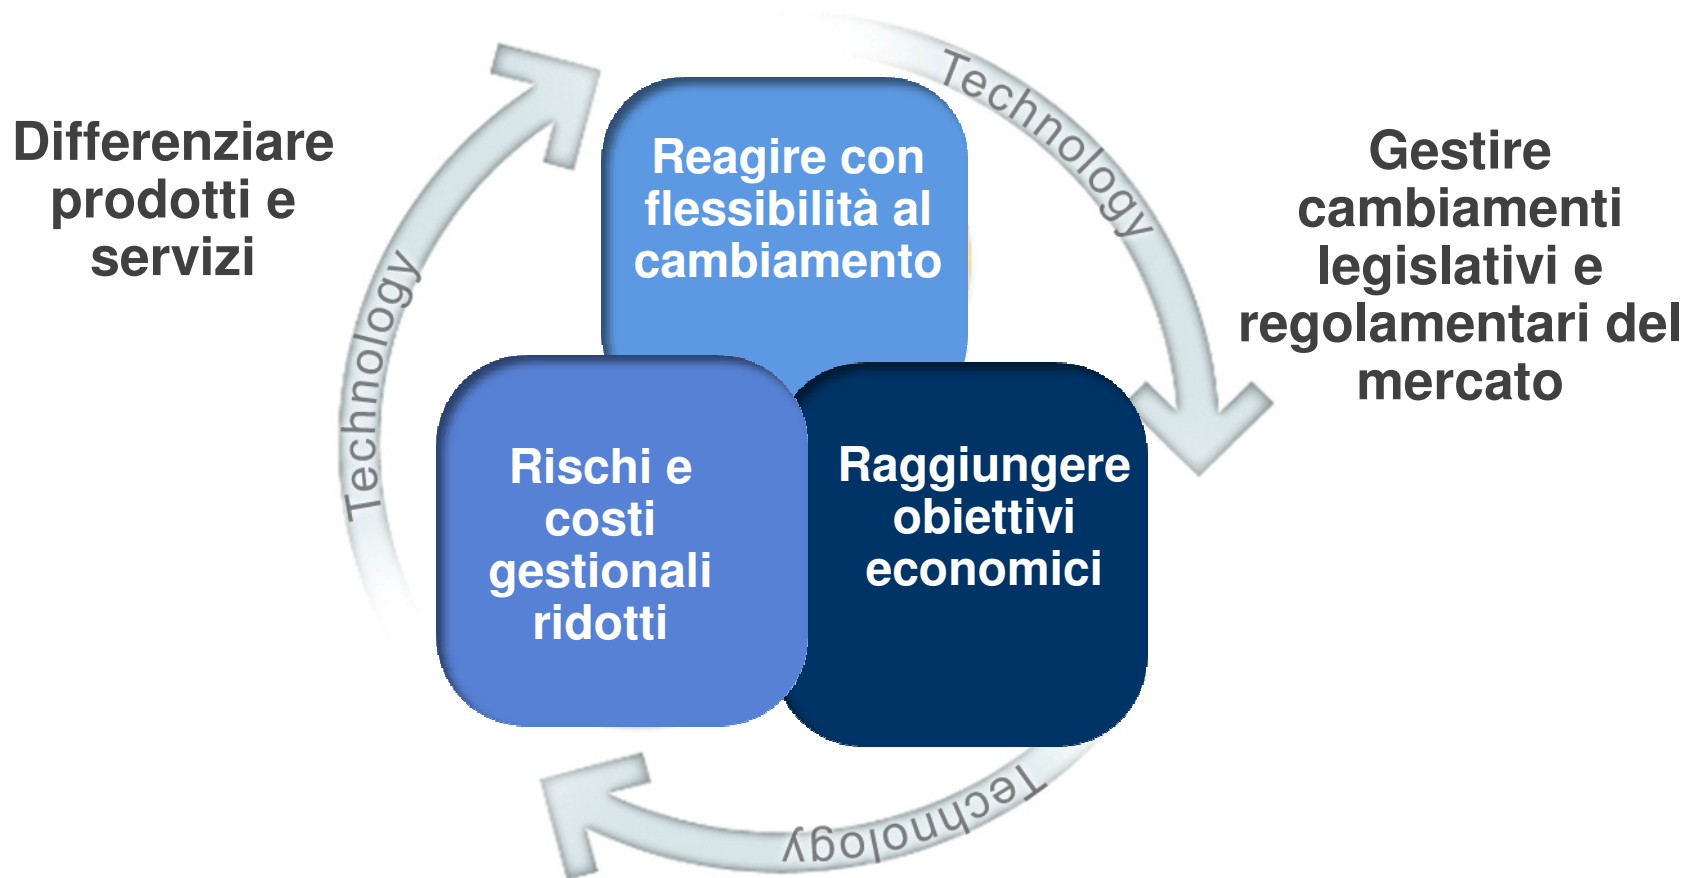 Differenziare
prodotti e
servizi
Technology
Reagire con
flessibilità al
cambiamento
Technology
Gestire
cambiamenti
legislativi e
regolamentari del
mercato
Rischi e
costi
gestionali
ridotti
Raggiungere
obiettivi
economici
Technology